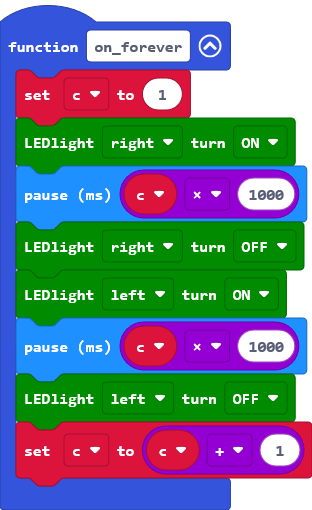 function on_forever
set c to 1
LEDlight right turn ON
pause (ms) c × 1000
LEDlight right turn OFF
LEDlight left turn ON
pause (ms) c × 1000
LEDlight left turn OFF
set c to c + 1